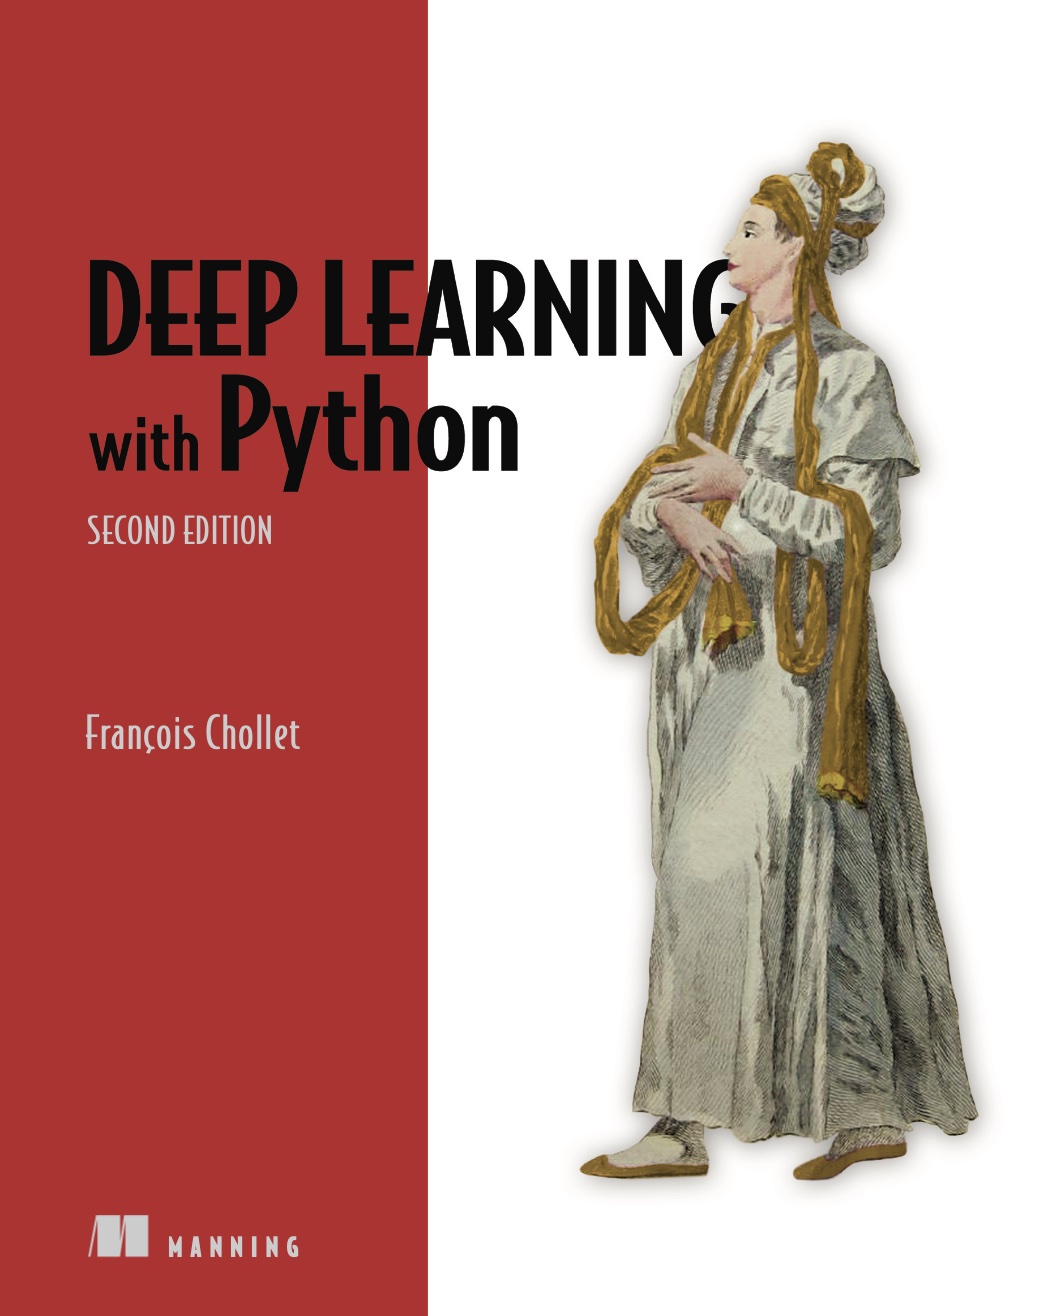 DEEP LEARNING
with Python
SECOND EDITION
François Chollet
MANNING